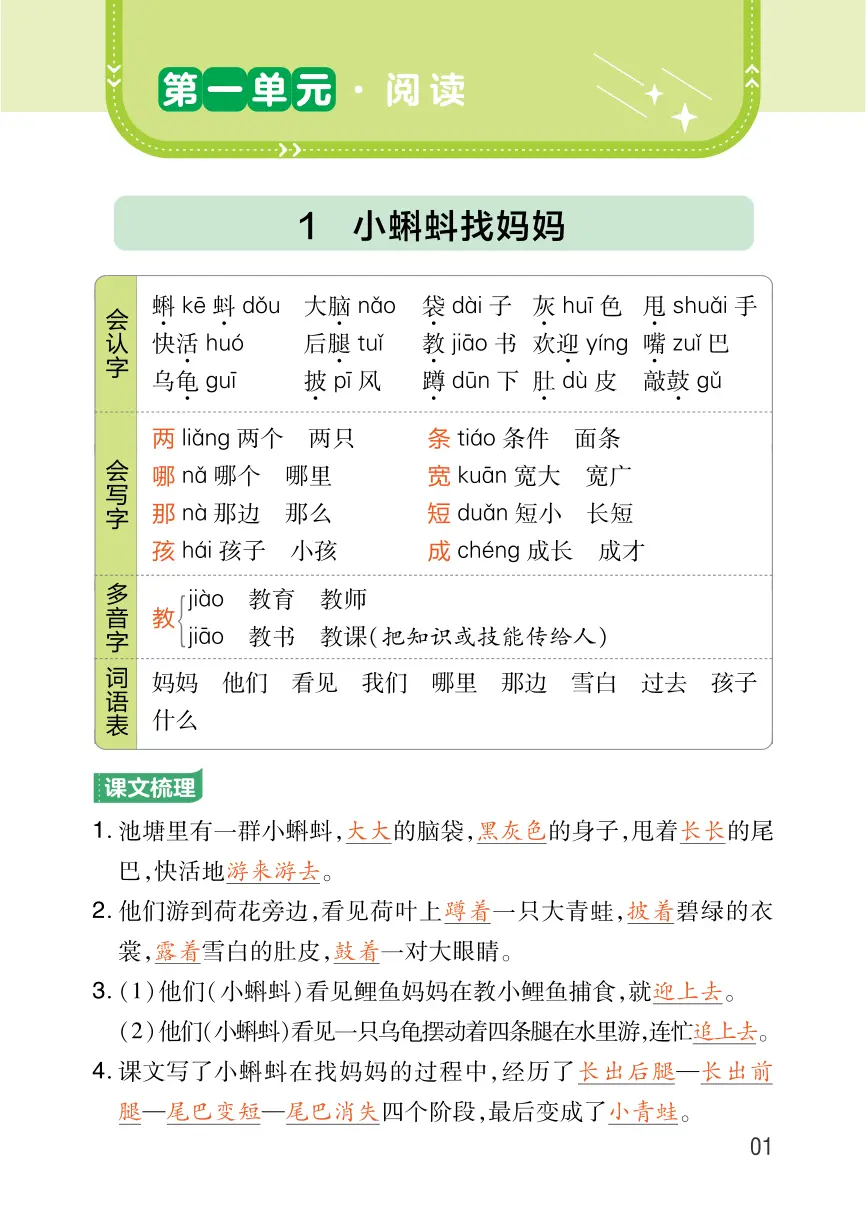 第一单元·阅读
1 小蝌蚪找妈妈
会认字
蝌 kē 蚪 dǒu 大脑 nǎo 袋 dài 子 灰 huī 色 甩 shuǎi 手
快活 huó 后腿 tuǐ 教 jiāo 书 欢迎 yíng 嘴 zuǐ 巴
乌龟 guī 披 pī 风 蹲 dūn 下 肚 dù 皮 敲鼓 gǔ
会写字
两 liǎng 两个 两只 条 tiáo 条件 面条
哪 nǎ 哪个 哪里 宽 kuān 宽大 宽广
那 nà 那边 那么 短 duǎn 短小 长短
孩 hái 孩子 小孩 成 chéng 成长 成才
多音字
教
jiào 教育 教师
jiāo 教书 教课(把知识或技能传给人)
词语表
妈妈 他们 看见 我们 哪里 那边 雪白 过去 孩子
什么
课文梳理
1. 池塘里有一群小蝌蚪,大大的脑袋,黑灰色的身子,甩着长长的尾
巴,快活地游来游去。
2. 他们游到荷花旁边,看见荷叶上蹲着一只大青蛙,披着碧绿的衣
裳,露着雪白的肚皮,鼓着一对大眼睛。
3. (1)他们(小蝌蚪)看见鲤鱼妈妈在教小鲤鱼捕食,就迎上去。
(2)他们(小蝌蚪)看见一只乌龟摆动着四条腿在水里游,连忙追上去。
4. 课文写了小蝌蚪在找妈妈的过程中,经历了长出后腿—长出前
腿—尾巴变短—尾巴消失四个阶段,最后变成了小青蛙。
01